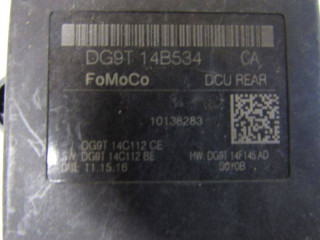 DG9T 14B534 CA
FoMoCo DCU REAR
10138283
DG9T 14C112 CE
S/W: DG9T 14C112 BE HW: DG9T 14F145 AD
11.15.16